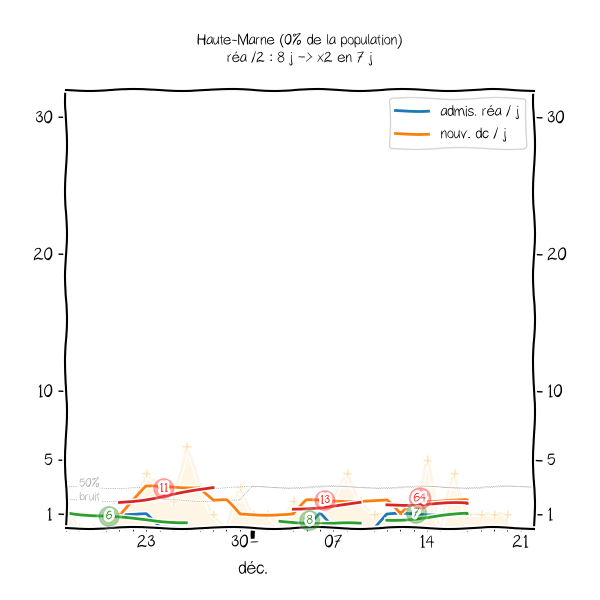 Haute-Marne (0% de la population)
réa /2 : 8 j -> x2 en 7 j
admis. réa / j
nouv. dc / j
30 30
20 20
10 10
5 5
50%
bruit
1 1
11
6
13
8
64
7
23 30 07 14 21
déc.